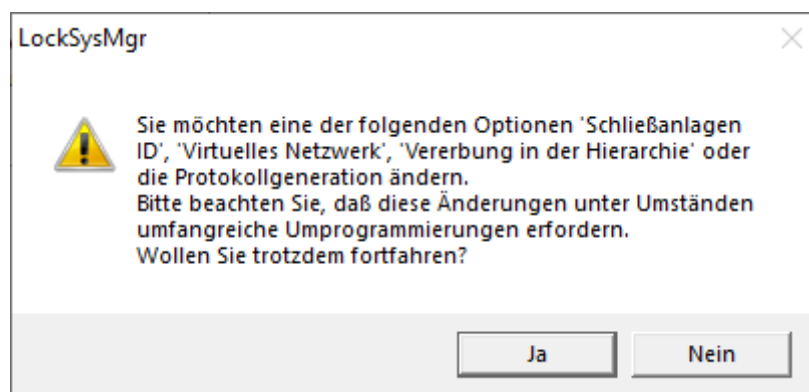 LockSysMgr
Sie möchten eine der folgenden Optionen 'Schließanlagen
ID', 'Virtuelles Netzwerk', 'Vererbung in der Hierarchie' oder
die Protokollgeneration ändern.
Bitte beachten Sie, daß diese Änderungen unter Umständen
umfangreiche Umprogrammierungen erfordern.
Wollen Sie trotzdem fortfahren?
Ja
Nein